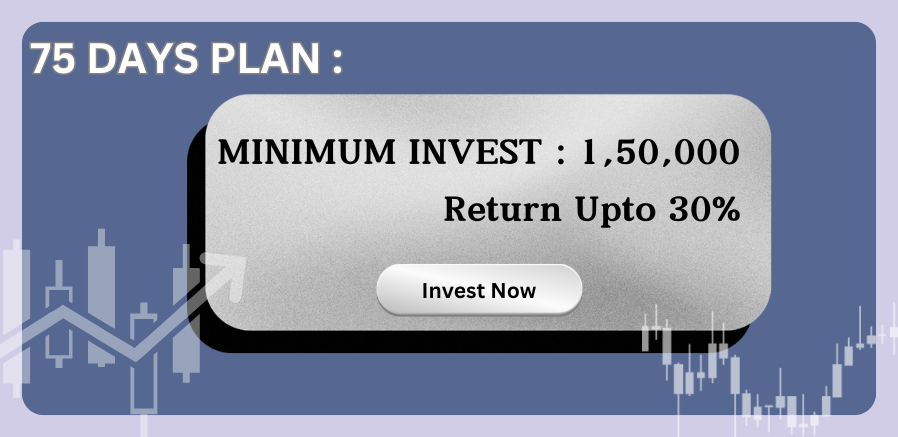 75 DAYS PLAN :
MINIMUM INVEST : 1,50,000
Return Upto 30%
Invest Now